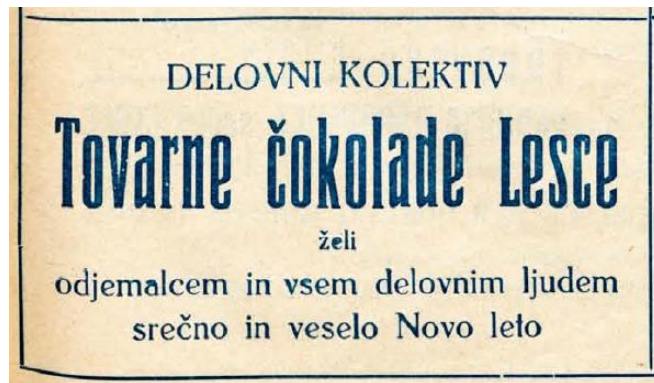 DELOVNI KOLEKTIV
Tovarne čokolade Lesce
želi
odjemalcem in vsem delovnim ljudem
srečno in veselo Novo leto